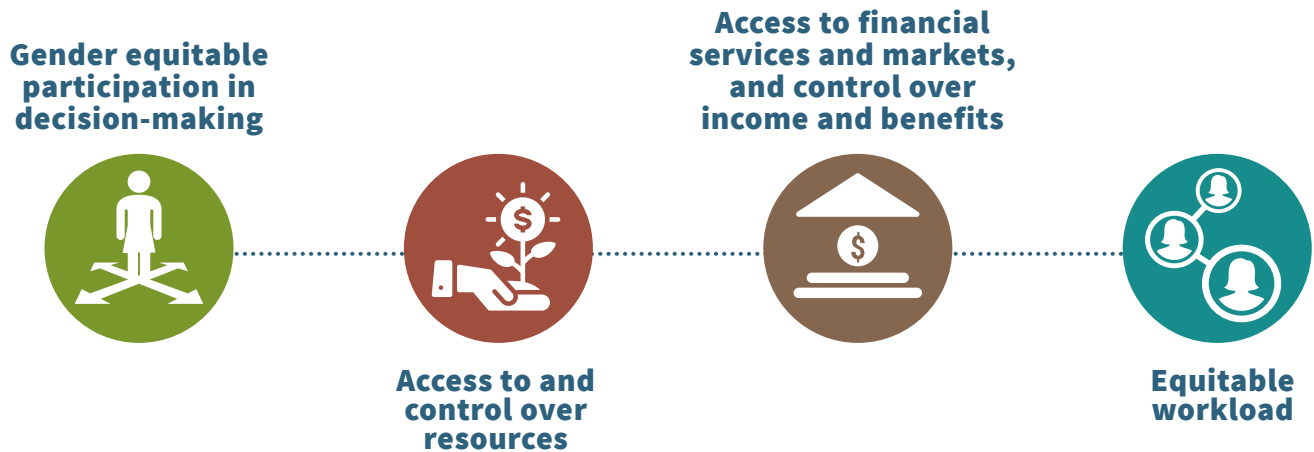 Gender equitable
participation in
decision-making
$
Access to and
control over
resources
Access to financial
services and markets,
and control over
income and benefits
$
Equitable
workload